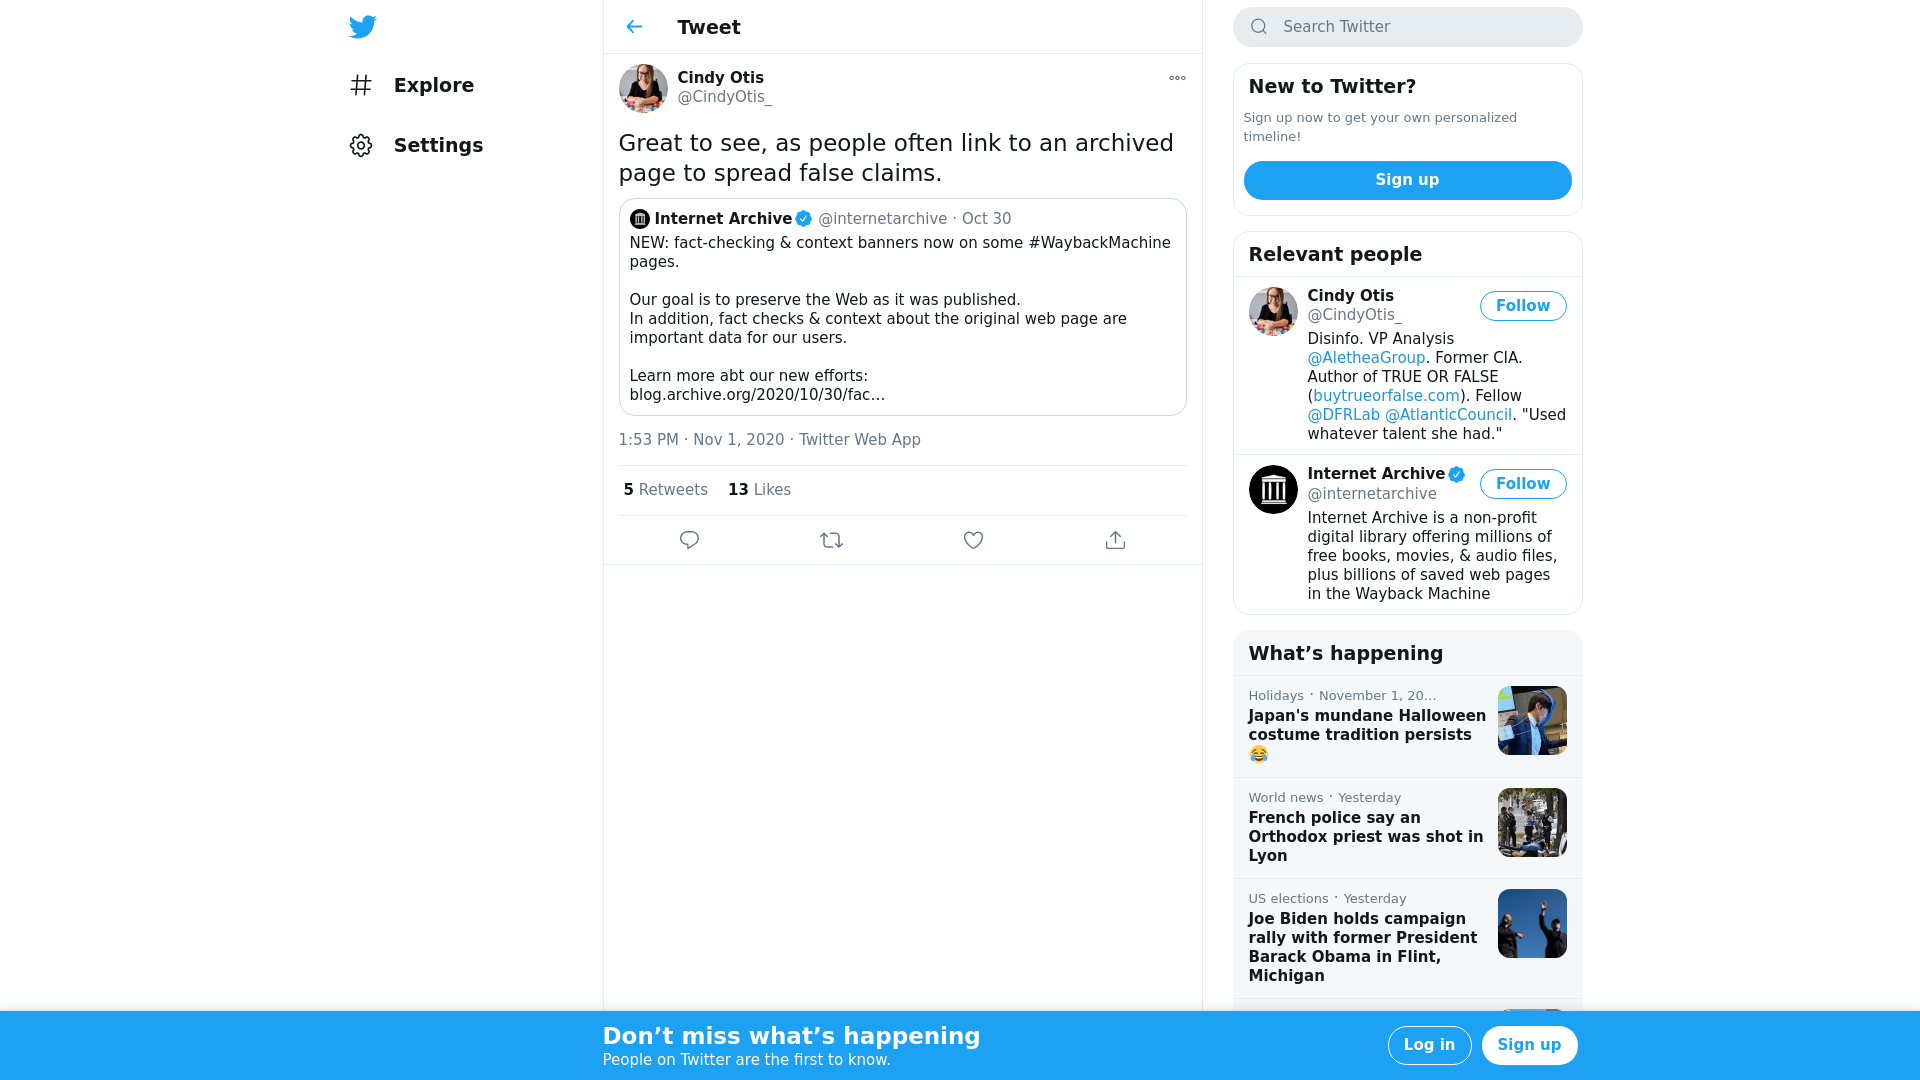 Explore
Settings
Tweet
Cindy Otis
@CindyOtis_
Great to see, as people often link to an archived
page to spread false claims.
Internet Archive @internetarchive · Oct 30
NEW: fact-checking & context banners now on some #WaybackMachine
pages.
Our goal is to preserve the Web as it was published.
In addition, fact checks & context about the original web page are
important data for our users.
Learn more abt our new efforts:
blog.archive.org/2020/10/30/fac…
1:53 PM · Nov 1, 2020 · Twitter Web App
5 Retweets 13 Likes
Search Twitter
New to Twitter?
Sign up now to get your own personalized
timeline!
Sign up
Relevant people
Cindy Otis
@CindyOtis_
Follow
Disinfo. VP Analysis
@AletheaGroup. Former CIA.
Author of TRUE OR FALSE
(buytrueorfalse.com). Fellow
@DFRLab @AtlanticCouncil. "Used
whatever talent she had."
Internet Archive
@internetarchive
Follow
Internet Archive is a non-profit
digital library offering millions of
free books, movies, & audio files,
plus billions of saved web pages
in the Wayback Machine
What’s happening
Holidays · November 1, 20…
Japan's mundane Halloween
costume tradition persists
😂
World news · Yesterday
French police say an
Orthodox priest was shot in
Lyon
US elections · Yesterday
Joe Biden holds campaign
rally with former President
Barack Obama in Flint,
Michigan
Don’t miss what’s happening
People on Twitter are the first to know.
Log in
Sign up